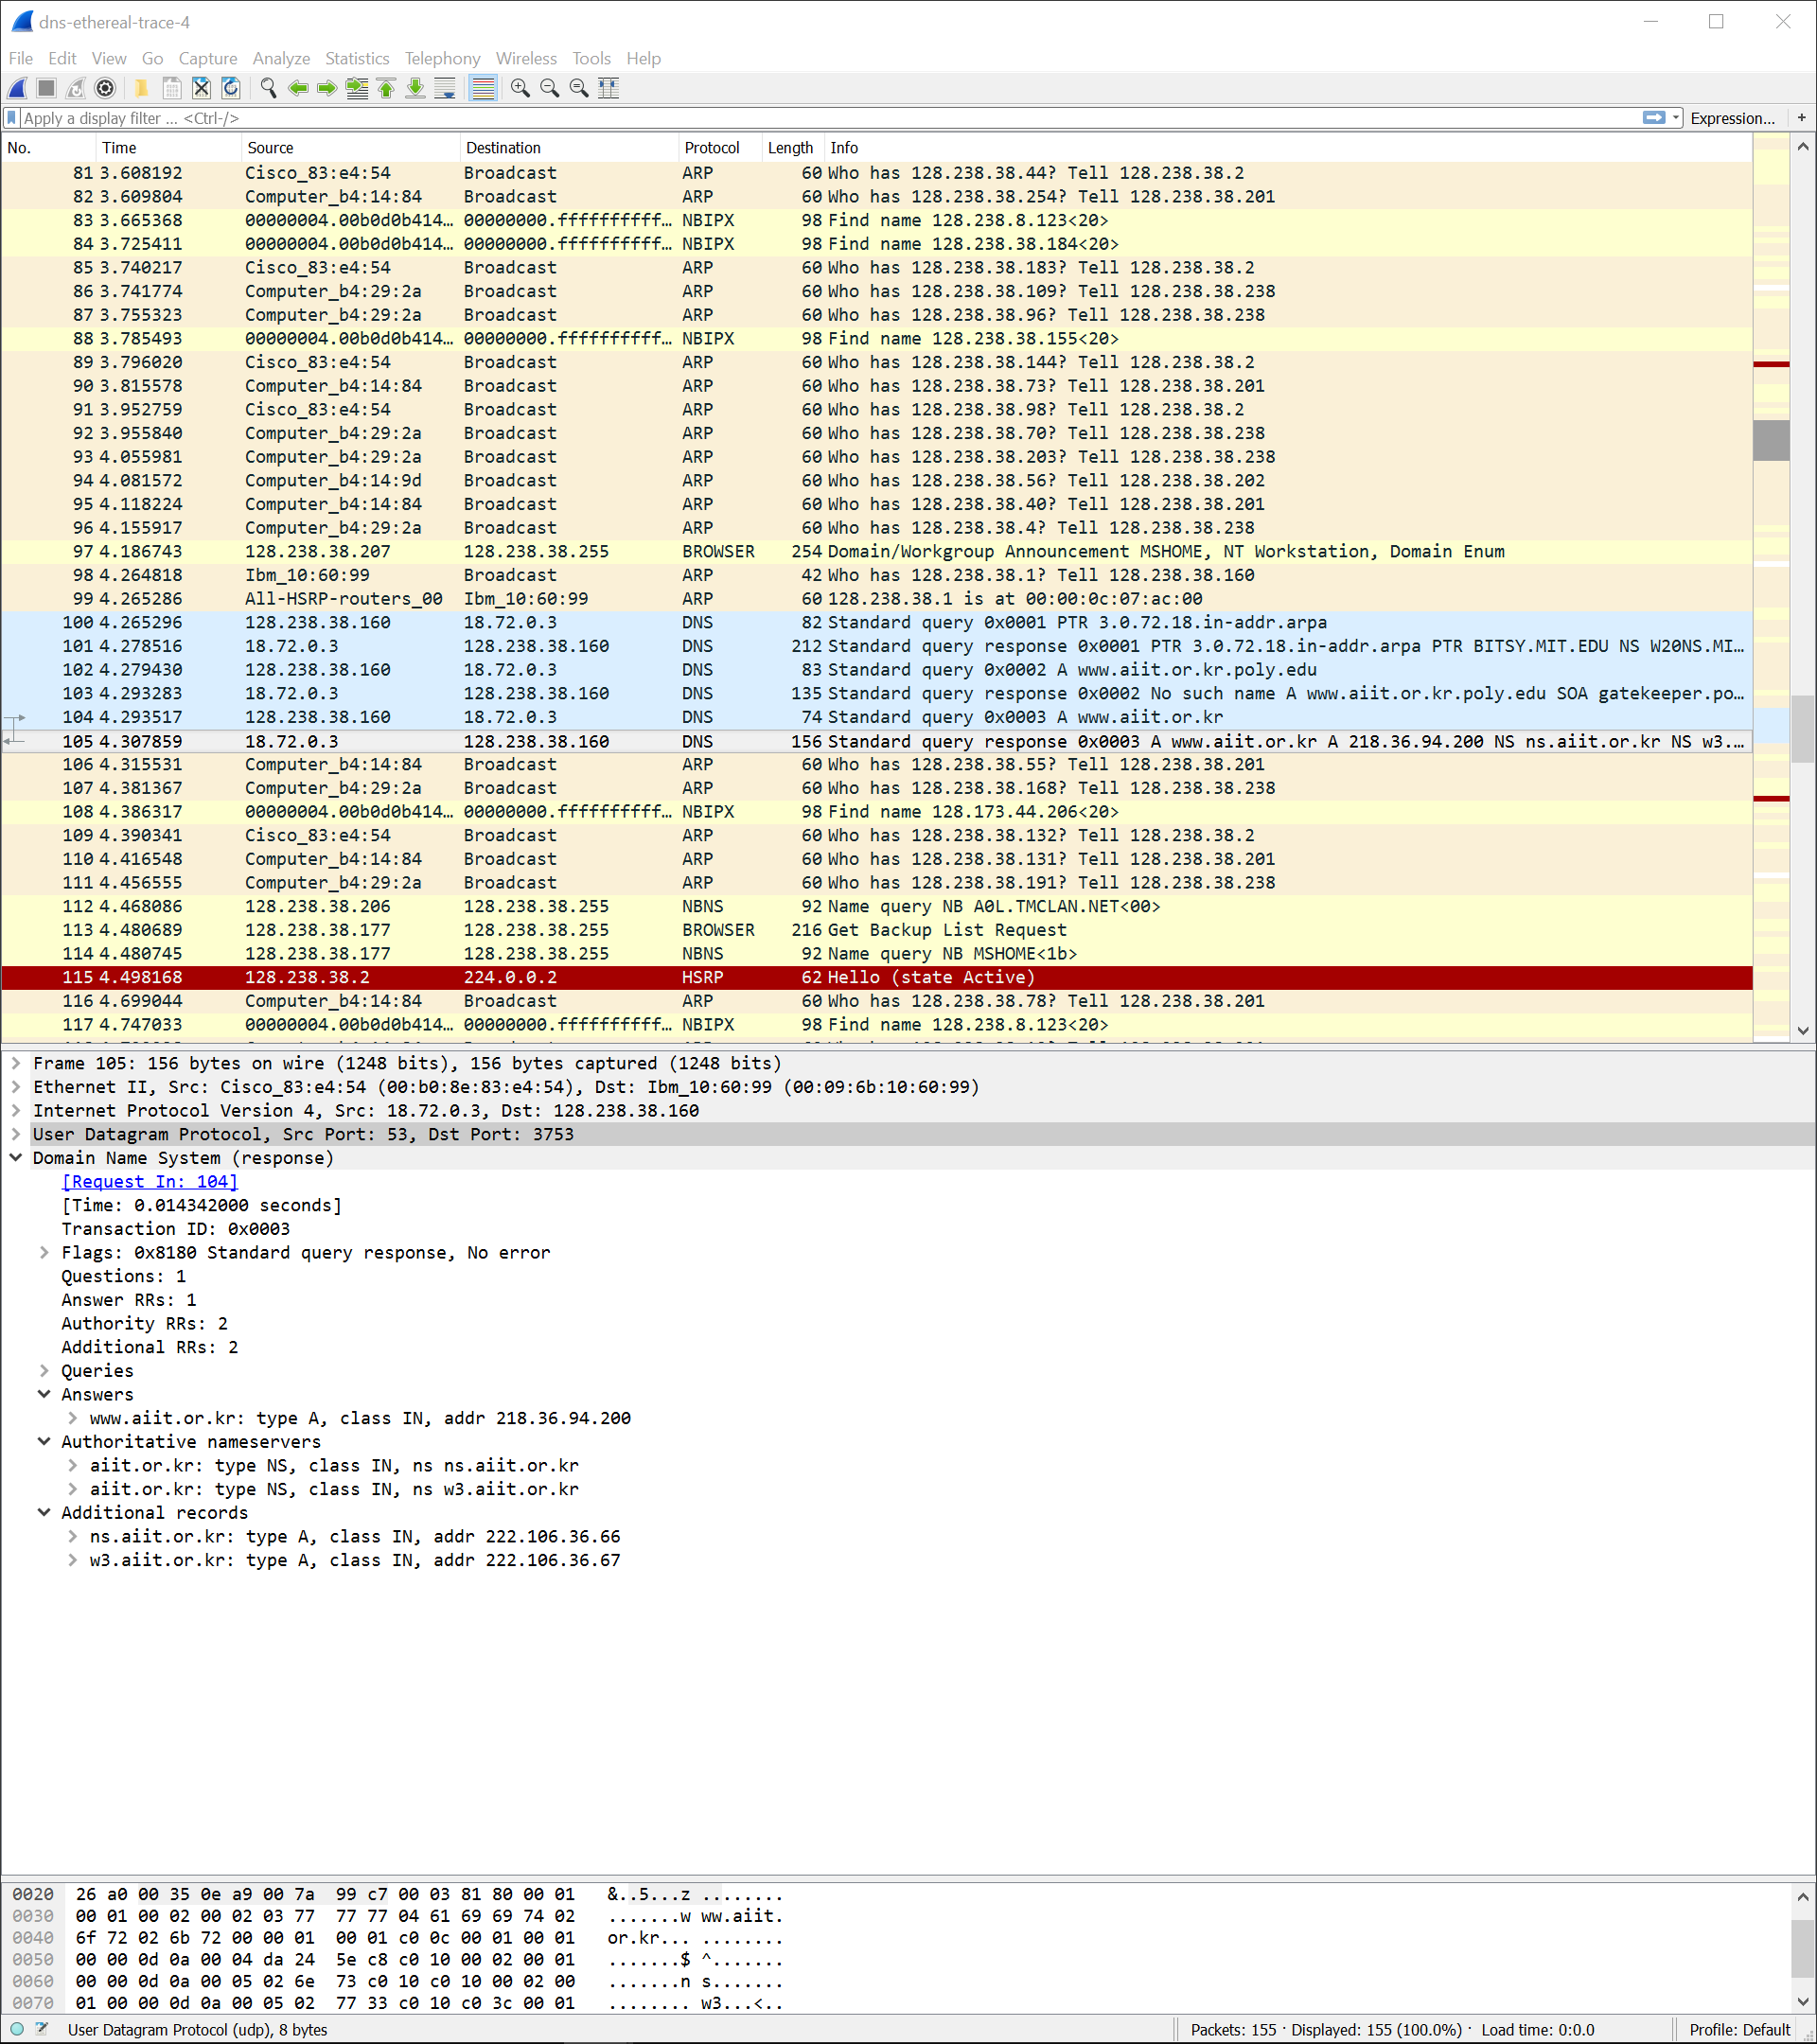 dns-ethereal-trace-4
File Edit View Go Capture Analyze Statistics Telephony Wireless Tools Help
Apply a display filter ... <Ctrl-/> Expression... +
No. Time Source Destination Protocol Length Info
81 3.608192 Cisco_83:e4:54 Broadcast ARP 60 Who has 128.238.38.44? Tell 128.238.38.2
82 3.609804 Computer_b4:14:84 Broadcast ARP 60 Who has 128.238.38.254? Tell 128.238.38.201
83 3.665368 00000004.00b0d0b414… 00000000.ffffffffff… NBIPX 98 Find name 128.238.8.123<20>
84 3.725411 00000004.00b0d0b414… 00000000.ffffffffff… NBIPX 98 Find name 128.238.38.184<20>
85 3.740217 Cisco_83:e4:54 Broadcast ARP 60 Who has 128.238.38.183? Tell 128.238.38.2
86 3.741774 Computer_b4:29:2a Broadcast ARP 60 Who has 128.238.38.109? Tell 128.238.38.238
87 3.755323 Computer_b4:29:2a Broadcast ARP 60 Who has 128.238.38.96? Tell 128.238.38.238
88 3.785493 00000004.00b0d0b414… 00000000.ffffffffff… NBIPX 98 Find name 128.238.38.155<20>
89 3.796020 Cisco_83:e4:54 Broadcast ARP 60 Who has 128.238.38.144? Tell 128.238.38.2
90 3.815578 Computer_b4:14:84 Broadcast ARP 60 Who has 128.238.38.73? Tell 128.238.38.201
91 3.952759 Cisco_83:e4:54 Broadcast ARP 60 Who has 128.238.38.98? Tell 128.238.38.2
92 3.955840 Computer_b4:29:2a Broadcast ARP 60 Who has 128.238.38.70? Tell 128.238.38.238
93 4.055981 Computer_b4:29:2a Broadcast ARP 60 Who has 128.238.38.203? Tell 128.238.38.238
94 4.081572 Computer_b4:14:9d Broadcast ARP 60 Who has 128.238.38.56? Tell 128.238.38.202
95 4.118224 Computer_b4:14:84 Broadcast ARP 60 Who has 128.238.38.40? Tell 128.238.38.201
96 4.155917 Computer_b4:29:2a Broadcast ARP 60 Who has 128.238.38.4? Tell 128.238.38.238
97 4.186743 128.238.38.207 128.238.38.255 BROWSER 254 Domain/Workgroup Announcement MSHOME, NT Workstation, Domain Enum
98 4.264818 Ibm_10:60:99 Broadcast ARP 42 Who has 128.238.38.1? Tell 128.238.38.160
99 4.265286 All-HSRP-routers_00 Ibm_10:60:99 ARP 60 128.238.38.1 is at 00:00:0c:07:ac:00
100 4.265296 128.238.38.160 18.72.0.3 DNS 82 Standard query 0x0001 PTR 3.0.72.18.in-addr.arpa
101 4.278516 18.72.0.3 128.238.38.160 DNS 212 Standard query response 0x0001 PTR 3.0.72.18.in-addr.arpa PTR BITSY.MIT.EDU NS W20NS.MI…
102 4.279430 128.238.38.160 18.72.0.3 DNS 83 Standard query 0x0002 A www.aiit.or.kr.poly.edu
103 4.293283 18.72.0.3 128.238.38.160 DNS 135 Standard query response 0x0002 No such name A www.aiit.or.kr.poly.edu SOA gatekeeper.po…
104 4.293517 128.238.38.160 18.72.0.3 DNS 74 Standard query 0x0003 A www.aiit.or.kr
105 4.307859 18.72.0.3 128.238.38.160 DNS 156 Standard query response 0x0003 A www.aiit.or.kr A 218.36.94.200 NS ns.aiit.or.kr NS w3.…
106 4.315531 Computer_b4:14:84 Broadcast ARP 60 Who has 128.238.38.55? Tell 128.238.38.201
107 4.381367 Computer_b4:29:2a Broadcast ARP 60 Who has 128.238.38.168? Tell 128.238.38.238
108 4.386317 00000004.00b0d0b414… 00000000.ffffffffff… NBIPX 98 Find name 128.173.44.206<20>
109 4.390341 Cisco_83:e4:54 Broadcast ARP 60 Who has 128.238.38.132? Tell 128.238.38.2
110 4.416548 Computer_b4:14:84 Broadcast ARP 60 Who has 128.238.38.131? Tell 128.238.38.201
111 4.456555 Computer_b4:29:2a Broadcast ARP 60 Who has 128.238.38.191? Tell 128.238.38.238
112 4.468086 128.238.38.206 128.238.38.255 NBNS 92 Name query NB A0L.TMCLAN.NET<00>
113 4.480689 128.238.38.177 128.238.38.255 BROWSER 216 Get Backup List Request
114 4.480745 128.238.38.177 128.238.38.255 NBNS 92 Name query NB MSHOME<1b>
115 4.498168 128.238.38.2 224.0.0.2 HSRP 62 Hello (state Active)
116 4.699044 Computer_b4:14:84 Broadcast ARP 60 Who has 128.238.38.78? Tell 128.238.38.201
117 4.747033 00000004.00b0d0b414… 00000000.ffffffffff… NBIPX 98 Find name 128.238.8.123<20>
Frame 105: 156 bytes on wire (1248 bits), 156 bytes captured (1248 bits)
Ethernet II, Src: Cisco_83:e4:54 (00:b0:8e:83:e4:54), Dst: Ibm_10:60:99 (00:09:6b:10:60:99)
Internet Protocol Version 4, Src: 18.72.0.3, Dst: 128.238.38.160
User Datagram Protocol, Src Port: 53, Dst Port: 3753
Domain Name System (response)
[Request In: 104]
[Time: 0.014342000 seconds]
Transaction ID: 0x0003
Flags: 0x8180 Standard query response, No error
Questions: 1
Answer RRs: 1
Authority RRs: 2
Additional RRs: 2
Queries
Answers
www.aiit.or.kr: type A, class IN, addr 218.36.94.200
Authoritative nameservers
aiit.or.kr: type NS, class IN, ns ns.aiit.or.kr
aiit.or.kr: type NS, class IN, ns w3.aiit.or.kr
Additional records
ns.aiit.or.kr: type A, class IN, addr 222.106.36.66
w3.aiit.or.kr: type A, class IN, addr 222.106.36.67
0020 26 a0 00 35 0e a9 00 7a 99 c7 00 03 81 80 00 01 &..5...z ........
0030 00 01 00 02 00 02 03 77 77 77 04 61 69 69 74 02 .......w ww.aiit.
0040 6f 72 02 6b 72 00 00 01 00 01 c0 0c 00 01 00 01 or.kr... ........
0050 00 00 0d 0a 00 04 da 24 5e c8 c0 10 00 02 00 01 .......$ ^.......
0060 00 00 0d 0a 00 05 02 6e 73 c0 10 c0 10 00 02 00 .......n s.......
0070 01 00 00 0d 0a 00 05 02 77 33 c0 10 c0 3c 00 01 ........ w3...<..
User Datagram Protocol (udp), 8 bytes Packets: 155 · Displayed: 155 (100.0%) · Load time: 0:0.0 Profile: Default